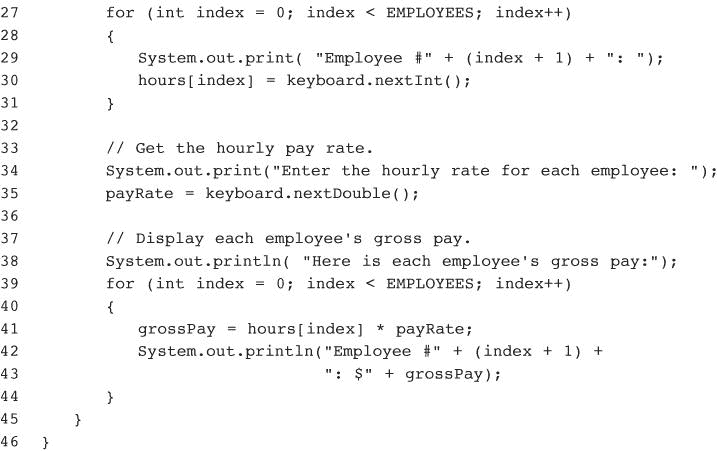 27 for (int index = 0; index < EMPLOYEES; index++)
28 {
29 System.out.print( "Employee #" + (index + 1) + ": ");
30 hours[index] = keyboard.nextInt();
31 }
32
33 // Get the hourly pay rate.
34 System.out.print("Enter the hourly rate for each employee: ");
35 payRate = keyboard.nextDouble();
36
37 // Display each employee's gross pay.
38 System.out.println( "Here is each employee's gross pay:");
39 for (int index = 0; index < EMPLOYEES; index++)
40 {
41 grossPay = hours[index] * payRate;
42 System.out.println("Employee #" + (index + 1) +
43 ": $" + grossPay);
44 }
45 }
46 }